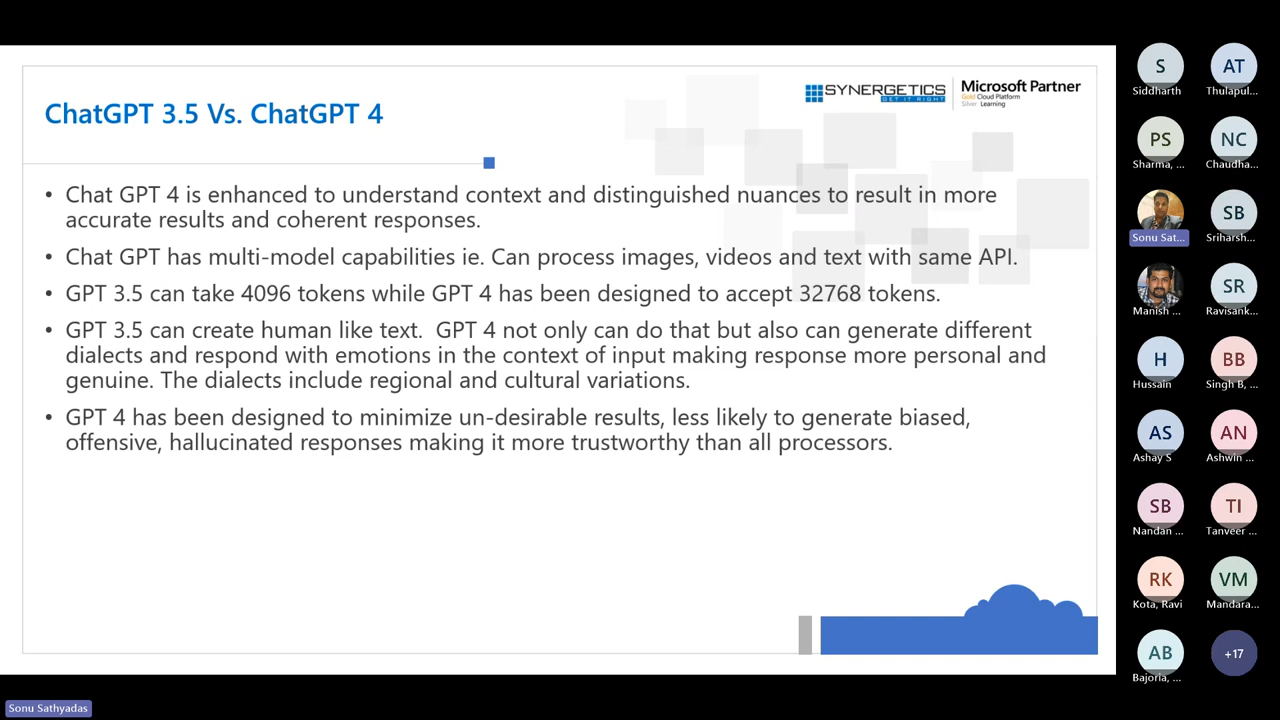 ChatGPT 3.5 Vs. ChatGPT 4
SYNERGETICS
GET IT RIGHT
Microsoft Partner
Gold Cloud Platform
Silver Learning
• Chat GPT 4 is enhanced to understand context and distinguished nuances to result in more
accurate results and coherent responses.
• Chat GPT has multi-model capabilities ie. Can process images, videos and text with same API.
• GPT 3.5 can take 4096 tokens while GPT 4 has been designed to accept 32768 tokens.
• GPT 3.5 can create human like text.  GPT 4 not only can do that but also can generate different
dialects and respond with emotions in the context of input making response more personal and
genuine. The dialects include regional and cultural variations.
• GPT 4 has been designed to minimize un-desirable results, less likely to generate biased,
offensive, hallucinated responses making it more trustworthy than all processors.
S
Siddharth
AT
Thulapul...
PS
Sharma, ...
NC
Chaudha...
Sonu Sat...
SB
Sriharsh...
Manish ...
SR
Ravisank...
H
Hussain
BB
Singh B, ...
AS
Ashay S
AN
Ashwin ...
SB
Nandan ...
TI
Tanveer ...
RK
Kota, Ravi
VM
Mandara...
AB
Bajoria, ...
+17
Sonu Sathyadas